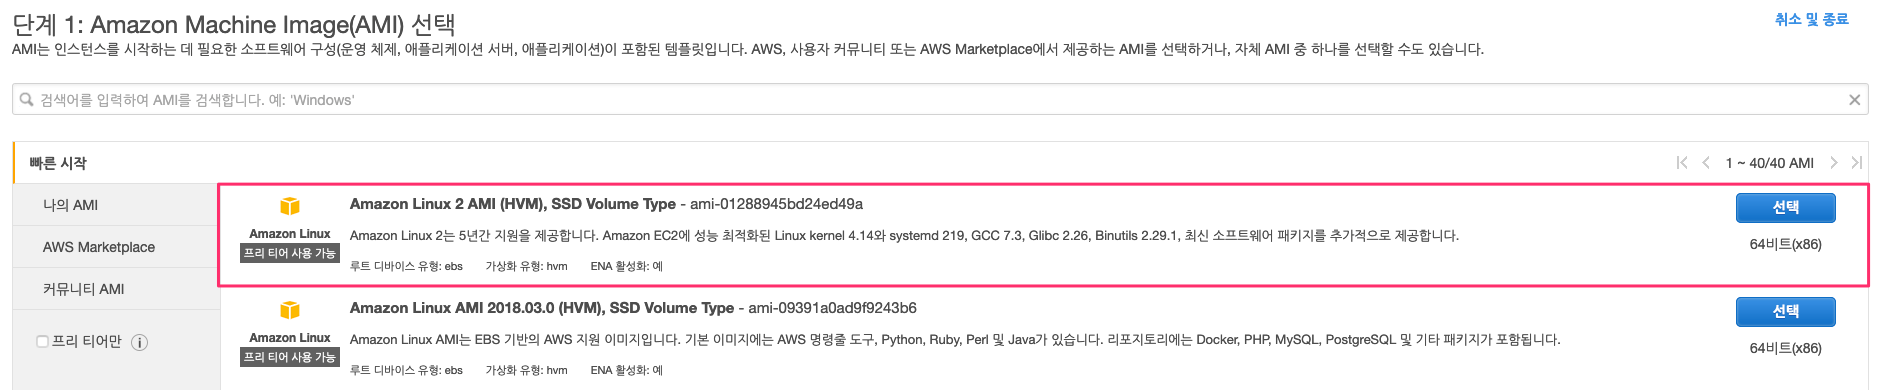 단계 1: Amazon Machine Image(AMI) 선택
취소 및 종료
AMI는 인스턴스를 시작하는 데 필요한 소프트웨어 구성(운영 체제, 애플리케이션 서버, 애플리케이션)이 포함된 템플릿입니다. AWS, 사용자 커뮤니티 또는 AWS Marketplace에서 제공하는 AMI를 선택하거나, 자체 AMI 중 하나를 선택할 수도 있습니다.
검색어를 입력하여 AMI를 검색합니다. 예: 'Windows'
빠른 시작
1 ~ 40/40 AMI
나의 AMI
AWS Marketplace
커뮤니티 AMI
프리 티어만
Amazon Linux
프리 티어 사용 가능
Amazon Linux 2 AMI (HVM), SSD Volume Type - ami-01288945bd24ed49a
Amazon Linux 2는 5년간 지원을 제공합니다. Amazon EC2에 성능 최적화된 Linux kernel 4.14와 systemd 219, GCC 7.3, Glibc 2.26, Binutils 2.29.1, 최신 소프트웨어 패키지를 추가적으로 제공합니다.
루트 디바이스 유형: ebs 가상화 유형: hvm ENA 활성화: 예
선택
64비트(x86)
Amazon Linux
프리 티어 사용 가능
Amazon Linux AMI 2018.03.0 (HVM), SSD Volume Type - ami-09391a0ad9f9243b6
Amazon Linux AMI는 EBS 기반의 AWS 지원 이미지입니다. 기본 이미지에는 AWS 명령줄 도구, Python, Ruby, Perl 및 Java가 있습니다. 리포지토리에는 Docker, PHP, MySQL, PostgreSQL 및 기타 패키지가 포함됩니다.
루트 디바이스 유형: ebs 가상화 유형: hvm ENA 활성화: 예
선택
64비트(x86)